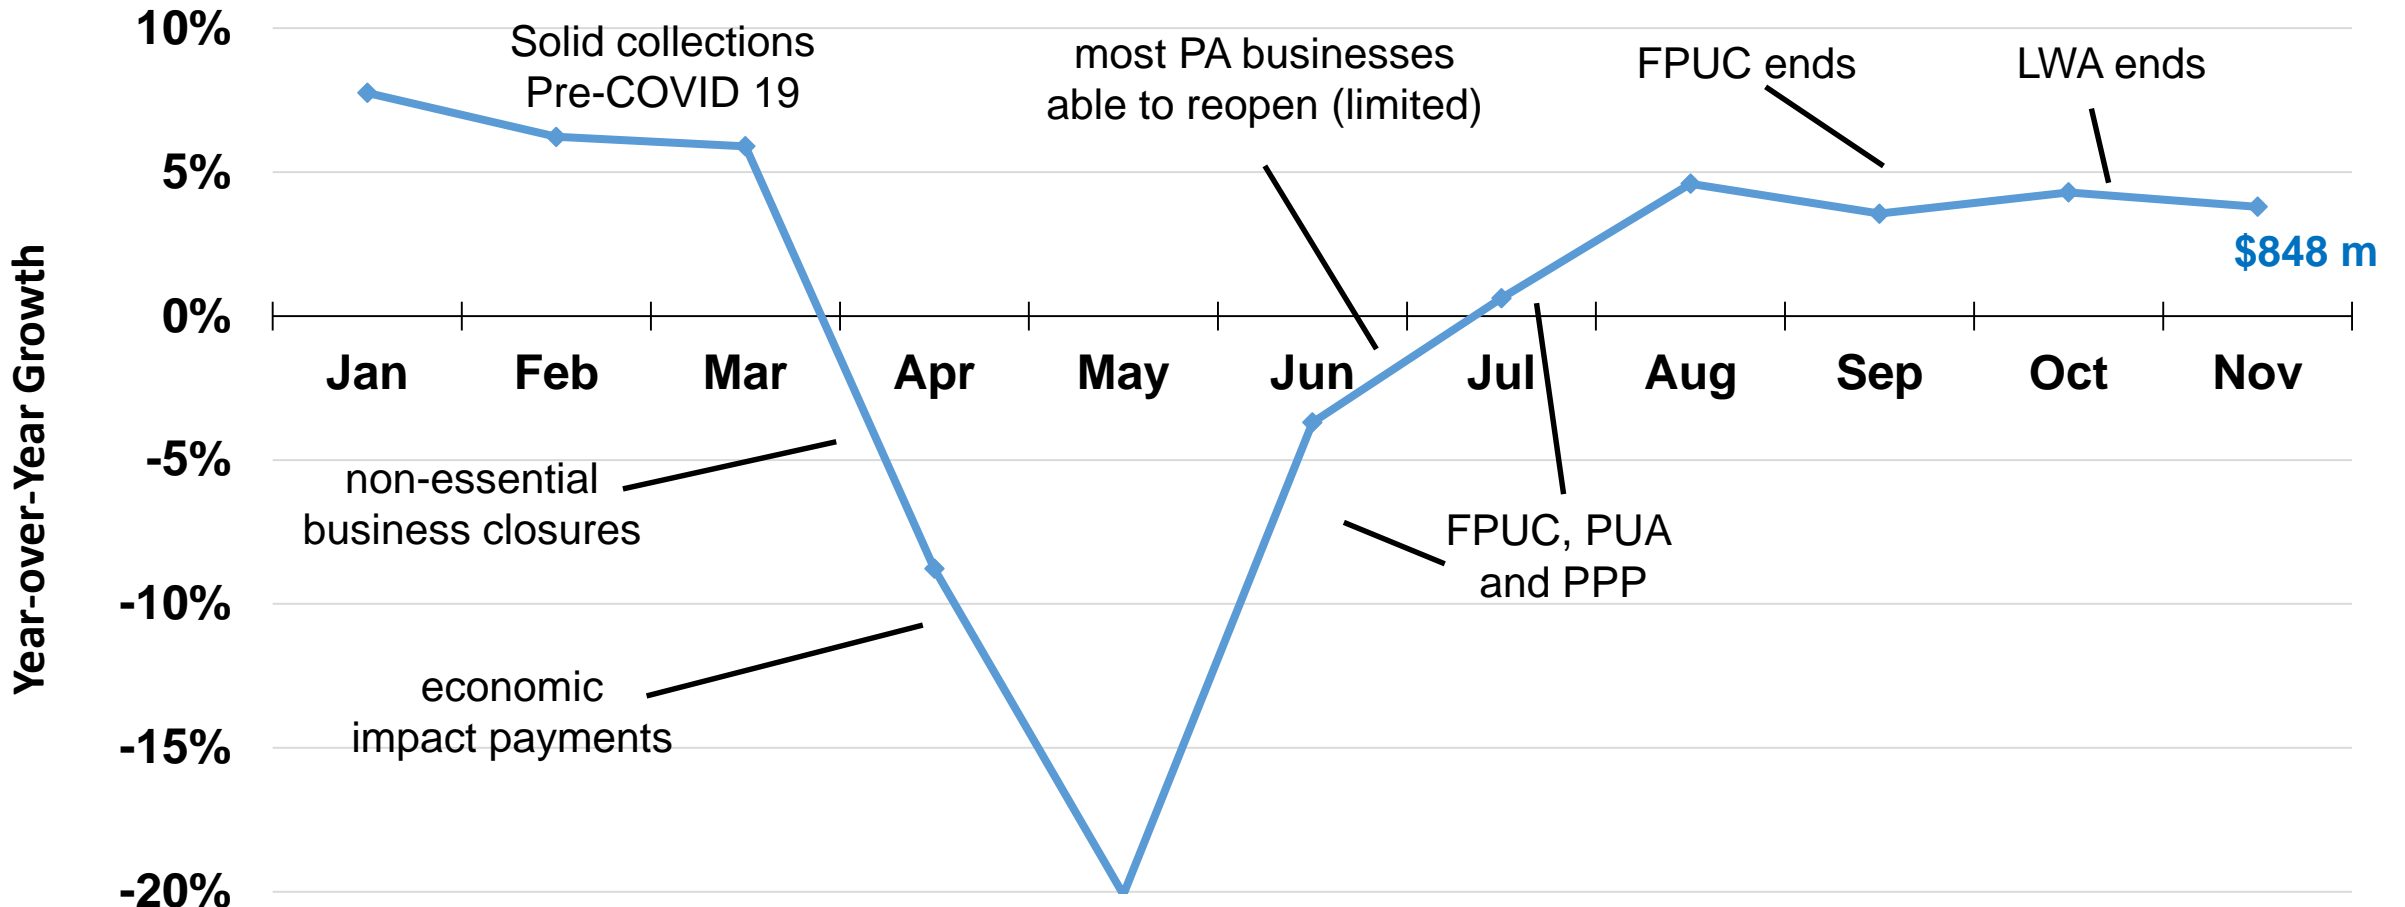 10%
Solid collections
Pre-COVID 19
most PA businesses
able to reopen (limited)
FPUC ends
LWA ends
5%
$848 m
0%
Jan Feb Mar Apr May Jun Jul Aug Sep Oct Nov
Year-over-Year Growth
-5%
non-essential
business closures
FPUC, PUA
and PPP
-10%
economic
impact payments
-15%
-20%